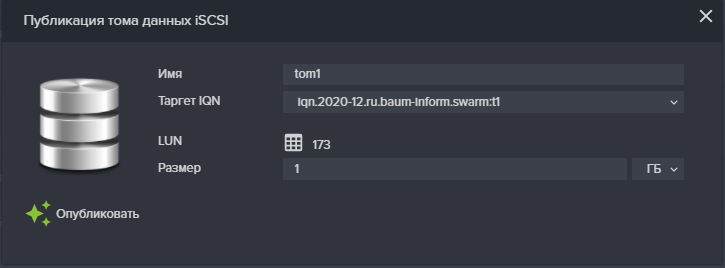 Публикация тома данных iSCSI
Имя tom1
Таргет IQN iqn.2020-12.ru.baum-inform.swarm:t1
LUN 173
Размер 1 ГБ
Опубликовать